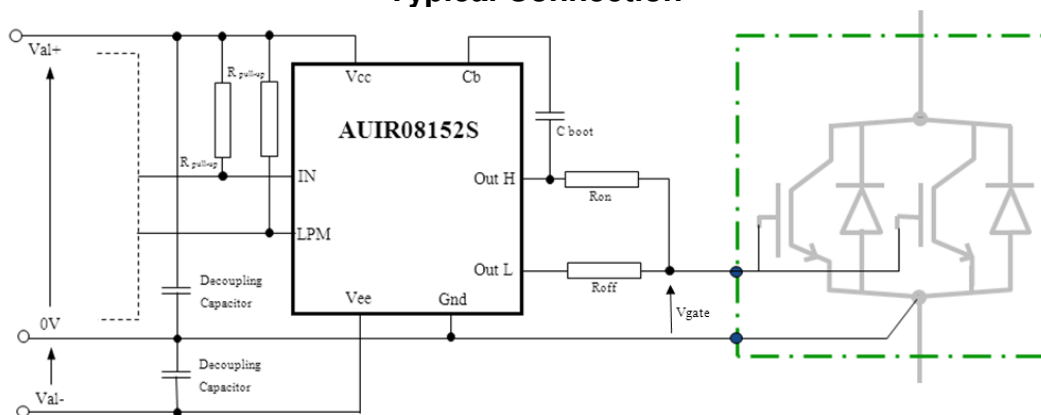 Typical Connection
Val+
R pull-up
R pull-up
Vcc
Cb
AUIR08152S
C boot
IN
Out H
Ron
LPM
Out L
Roff
Decoupling
Capacitor
Vee
Gnd
Vgate
0V
Decoupling
Capacitor
Val-